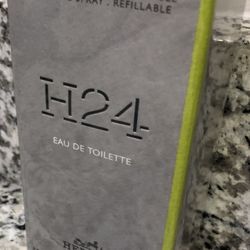 SPRAY · REFILLABLE
H24
EAU DE TOILETTE